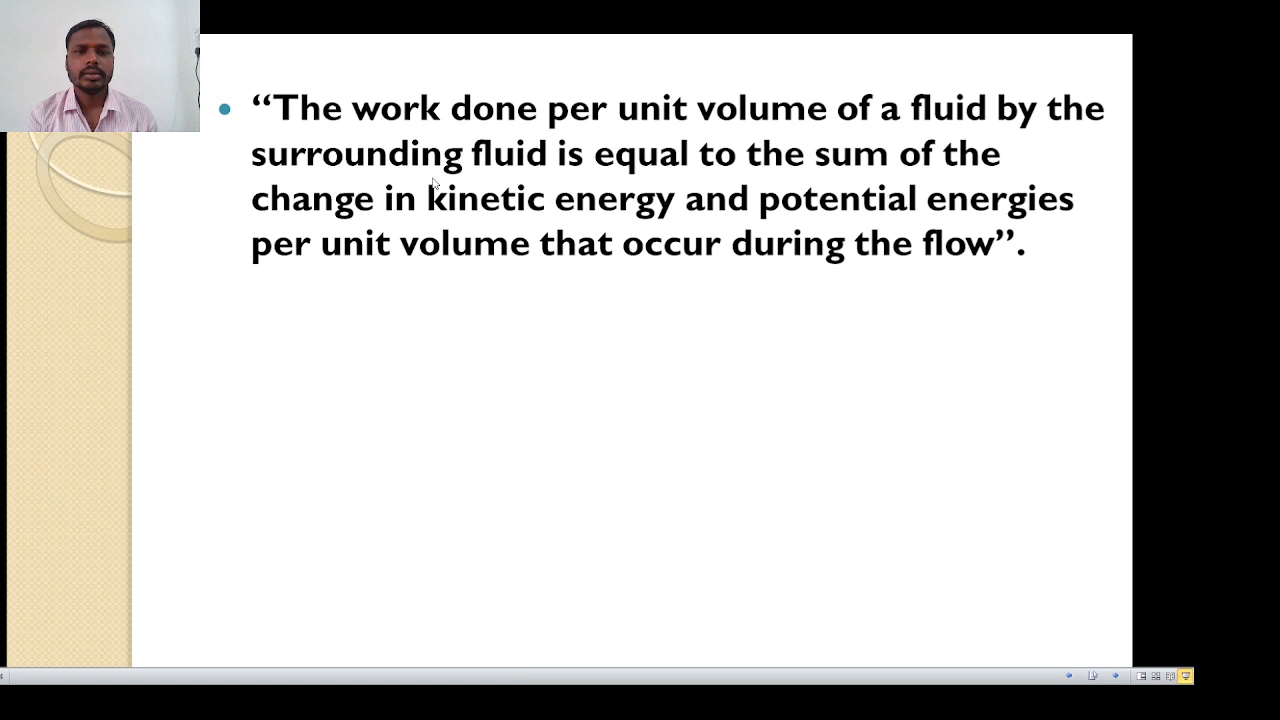 “The work done per unit volume of a fluid by the
surrounding fluid is equal to the sum of the
change in kinetic energy and potential energies
per unit volume that occur during the flow”.